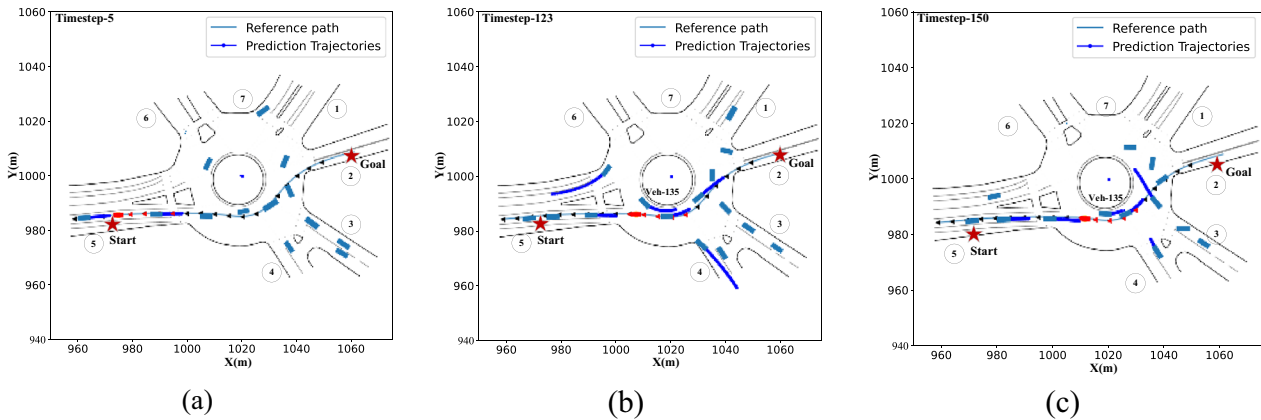 Timestep-5
Reference path
Prediction Trajectories
1060
1040
1020
1000
980
960
940
Y(m)
7
1
6
Goal
2
3
5
Start
4
960
980
1000
1020
1040
1060
X(m)
(a)
Timestep-123
Reference path
Prediction Trajectories
1060
1040
1020
1000
980
960
940
Y(m)
7
1
6
Goal
2
Veh-135
3
5
Start
4
960
980
1000
1020
1040
1060
X(m)
(b)
Timestep-150
Reference path
Prediction Trajectories
1060
1040
1020
1000
980
960
940
Y(m)
7
1
6
Goal
2
Veh-135
3
5
Start
4
960
980
1000
1020
1040
1060
X(m)
(c)